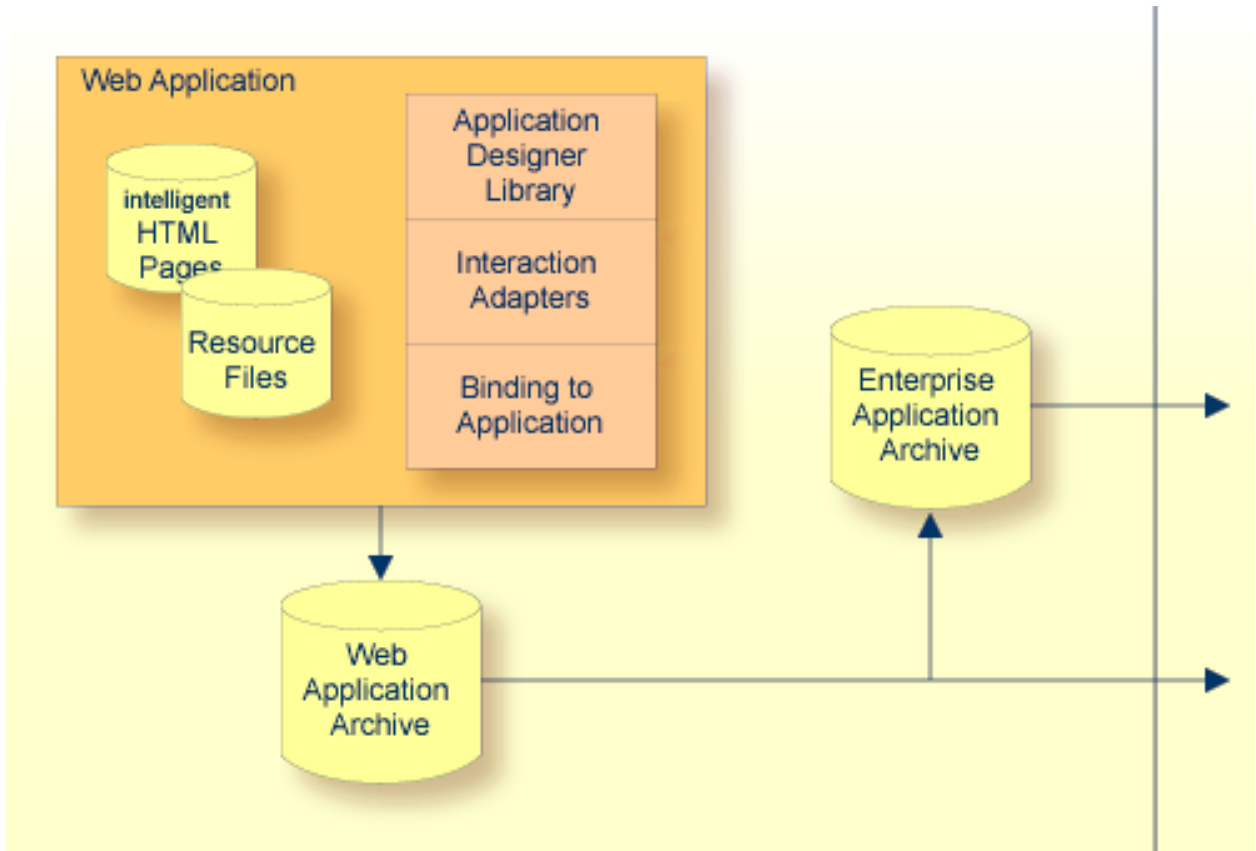 Web Application
intelligent
HTML
Pages
Resource
Files
Application
Designer
Library
Interaction
Adapters
Binding to
Application
Enterprise
Application
Archive
Web
Application
Archive